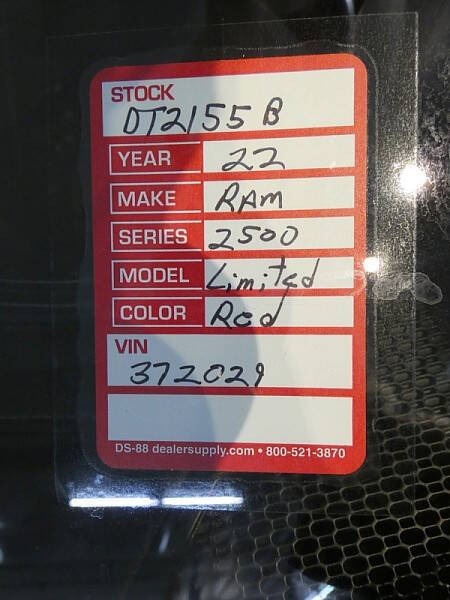 STOCK
DT2155B
YEAR 22
MAKE RAM
SERIES 2500
MODEL Limited
COLOR Red
VIN
372029
DS-88 dealersupply.com • 800-521-3870